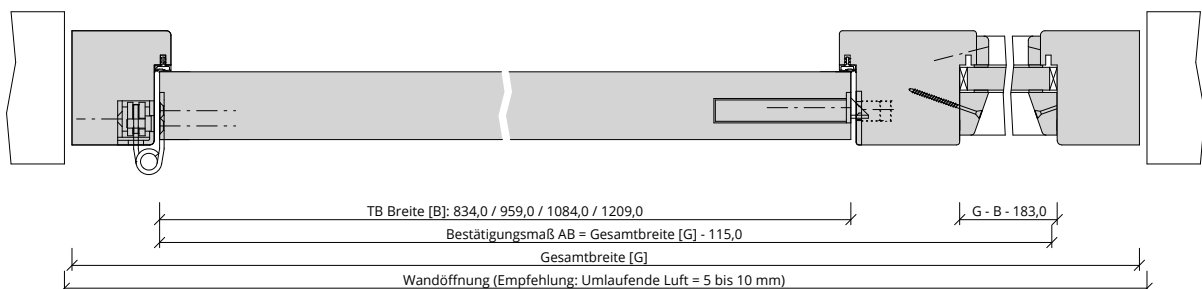 TB Breite [B]: 834,0 / 959,0 / 1084,0 / 1209,0
G - B - 183,0
Bestätigungsmaß AB = Gesamtbreite [G] - 115,0
Gesamtbreite [G]
Wandöffnung (Empfehlung: Umlaufende Luft = 5 bis 10 mm)